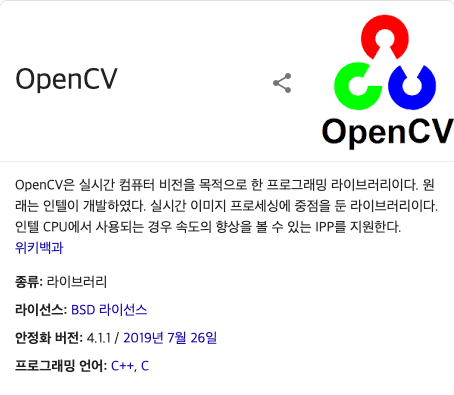 OpenCV
OpenCV
OpenCV은 실시간 컴퓨터 비전을 목적으로 한 프로그래밍 라이브러리이다. 원
래는 인텔이 개발하였다. 실시간 이미지 프로세싱에 중점을 둔 라이브러리이다.
인텔 CPU에서 사용되는 경우 속도의 향상을 볼 수 있는 IPP를 지원한다.
위키백과
종류: 라이브러리
라이선스: BSD 라이선스
안정화 버전: 4.1.1 / 2019년 7월 26일
프로그래밍 언어: C++, C